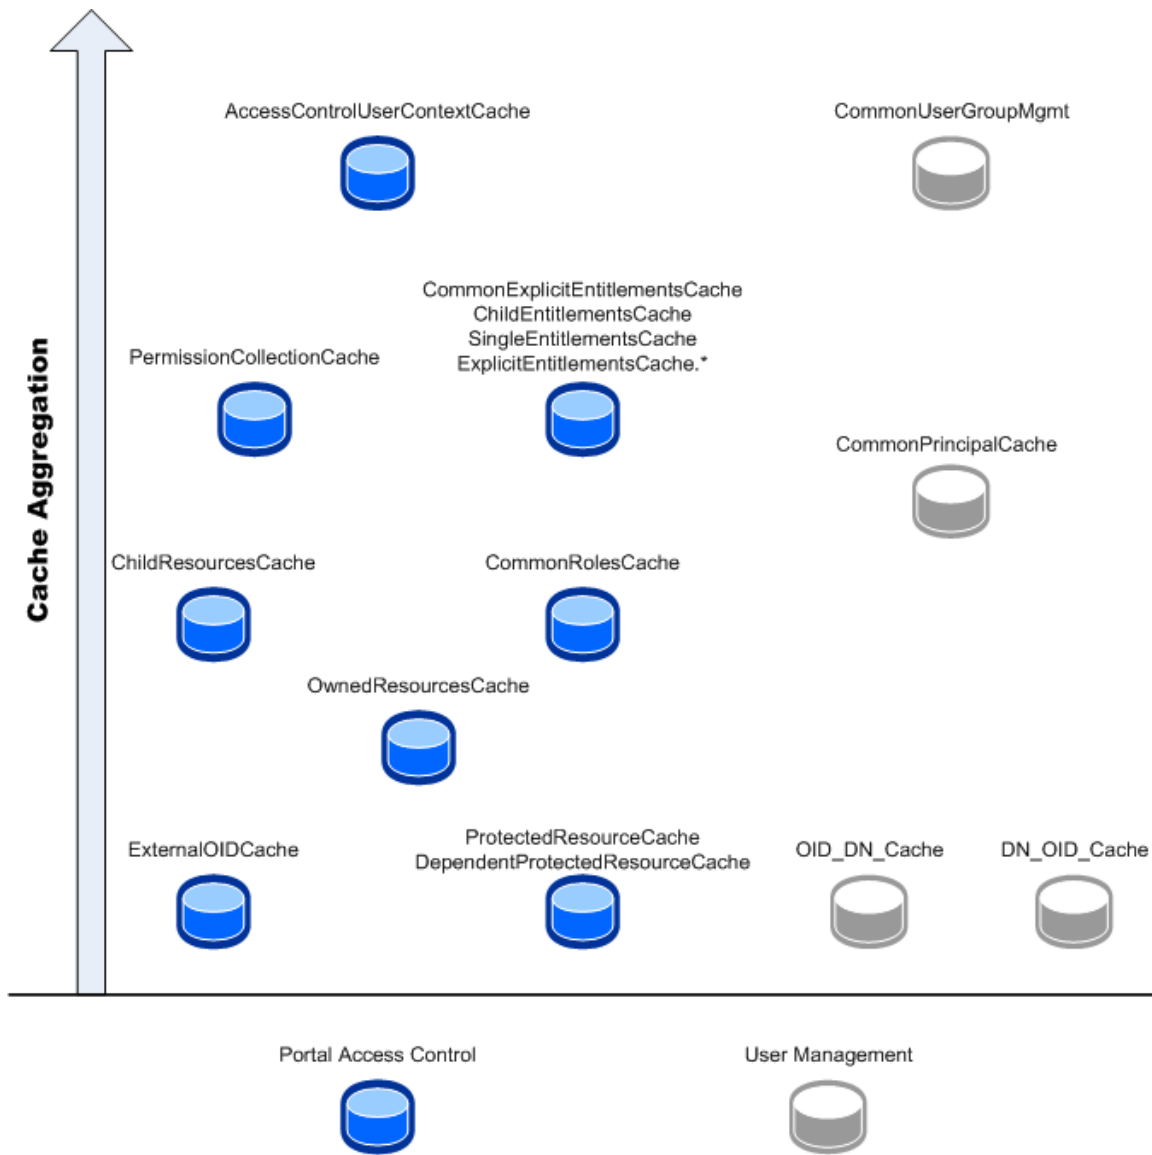 AccessControlUserContextCache
CommonUserGroupMgmt
CommonExplicitEntitlementsCache
ChildEntitlementsCache
SingleEntitlementsCache
ExplicitEntitlementsCache.*
PermissionCollectionCache
Cache Aggregation
CommonPrincipalCache
ChildResourcesCache
CommonRolesCache
OwnedResourcesCache
ExternalOIDCache
ProtectedResourceCache
DependentProtectedResourceCache
OID_DN_Cache
DN_OID_Cache
Portal Access Control
User Management